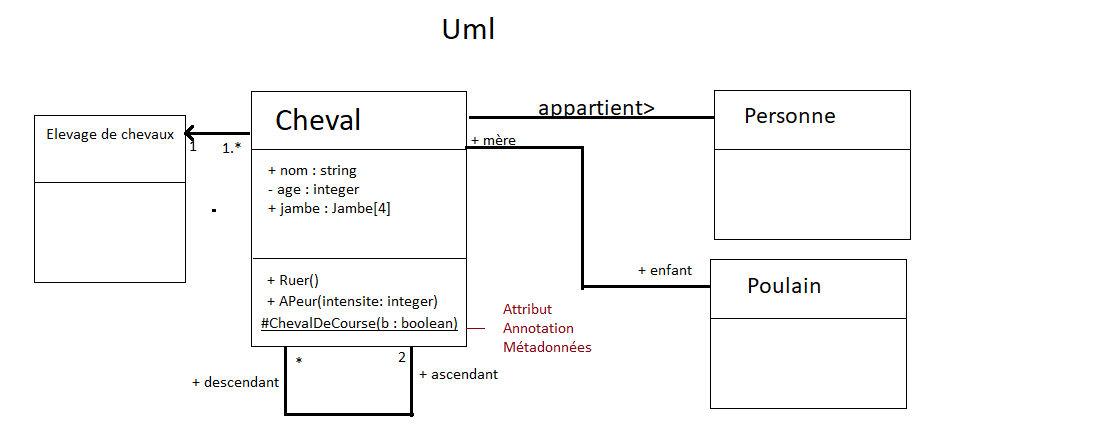 Uml
Elevage de chevaux
1
1.*
Cheval
+ nom : string
- age : integer
+ jambe : Jambe[4]
+ Ruer()
+ APeur(intensite: integer)
#ChevalDeCourse(b : boolean)
appartient>
Personne
+ mère
+ enfant
Poulain
Attribut
Annotation
Métadonnées
*
2
+ descendant
+ ascendant